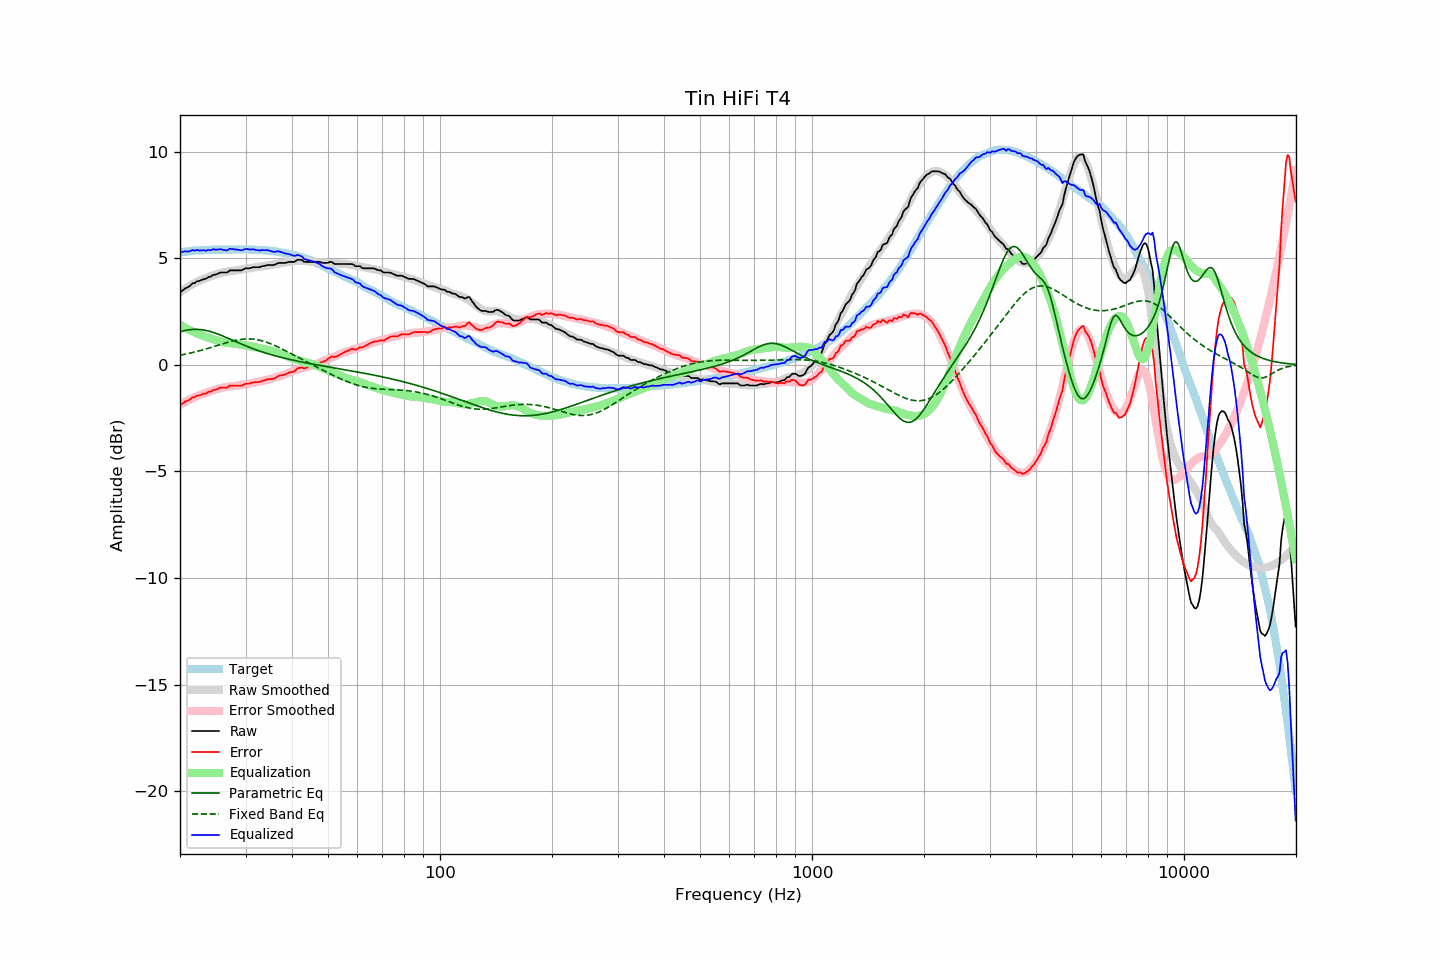 Tin HiFi T4
Amplitude (dBr)
10
5
0
−5
−10
−15
−20
Target
Raw Smoothed
Error Smoothed
Raw
Error
Equalization
Parametric Eq
Fixed Band Eq
Equalized
100
1000
10000
Frequency (Hz)